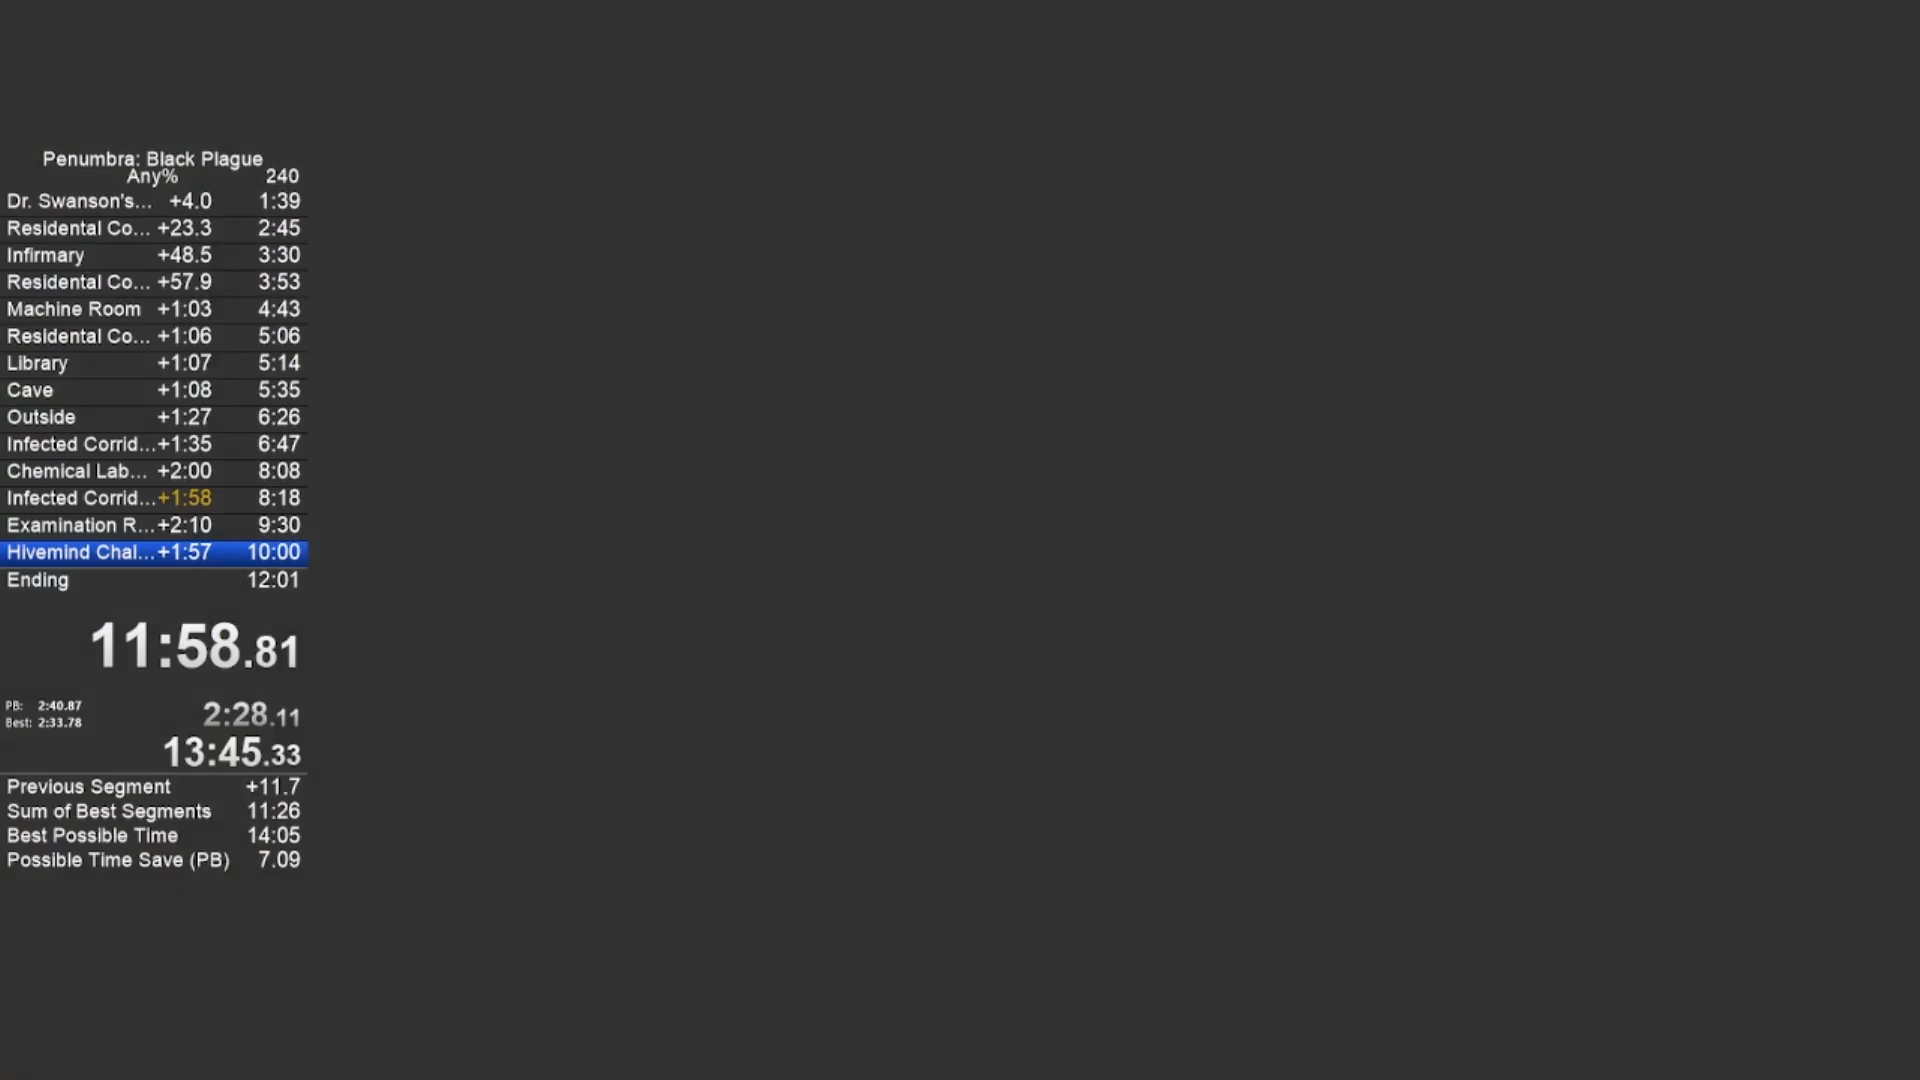 Penumbra: Black Plague
Any% 240
Dr. Swanson's... +4.0 1:39
Residental Co... +23.3 2:45
Infirmary +48.5 3:30
Residental Co... +57.9 3:53
Machine Room +1:03 4:43
Residental Co... +1:06 5:06
Library +1:07 5:14
Cave +1:08 5:35
Outside +1:27 6:26
Infected Corrid... +1:35 6:47
Chemical Lab... +2:00 8:08
Infected Corrid... +1:58 8:18
Examination R... +2:10 9:30
Hivemind Chal... +1:57 10:00
Ending 12:01
11:58.81
PB: 2:40.87
Best: 2:33.78
2:28.11
13:45.33
Previous Segment +11.7
Sum of Best Segments 11:26
Best Possible Time 14:05
Possible Time Save (PB) 7.09